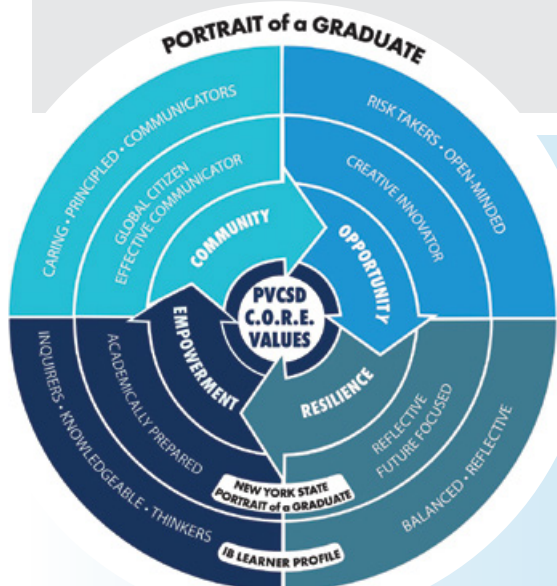 PORTRAIT of a GRADUATE
CARING • PRINCIPLED • COMMUNICATORS
GLOBAL CITIZEN
EFFECTIVE COMMUNICATOR
COMMUNITY
RISK TAKERS • OPEN-MINDED
CREATIVE INNOVATOR
OPPORTUNITY
PVCSD
C.O.R.E.
VALUES
EMPOWERMENT
ACADEMICALLY PREPARED
INQUIRERS • KNOWLEDGEABLE • THINKERS
RESILIENCE
REFLECTIVE
FUTURE FOCUSED
BALANCED • REFLECTIVE
NEW YORK STATE
PORTRAIT of a GRADUATE
IB LEARNER PROFILE